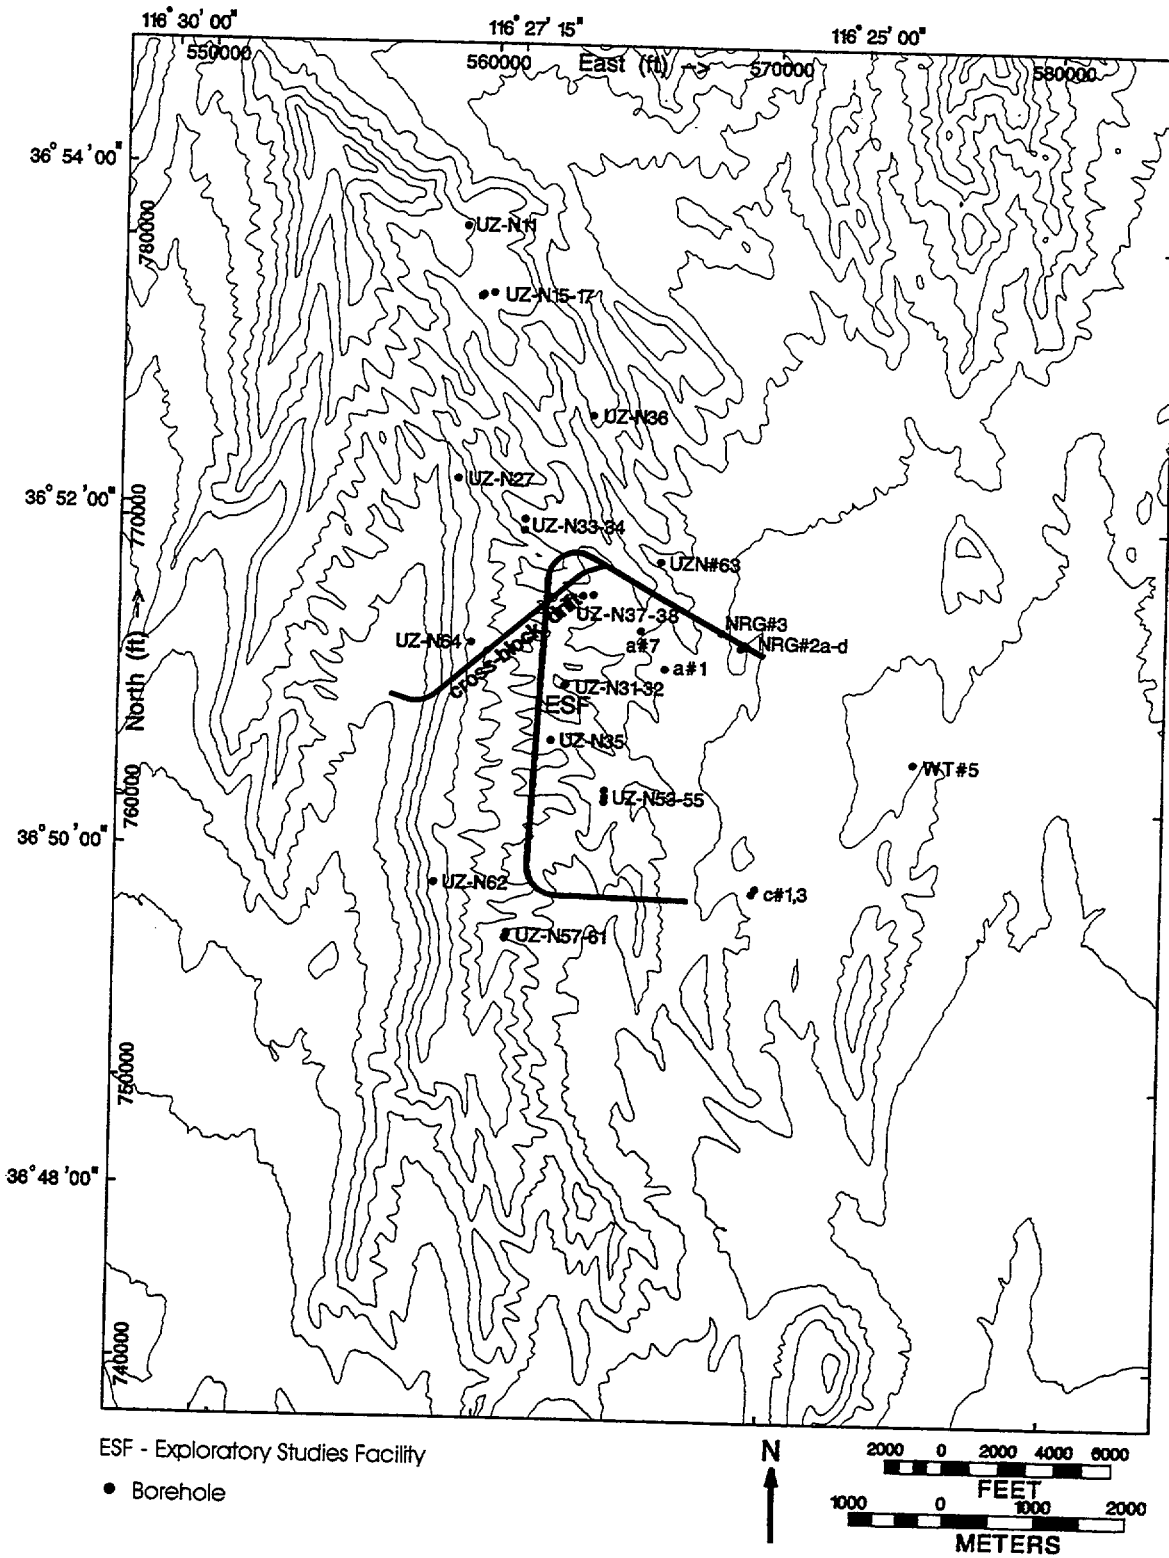 116° 30' 00"
116° 27' 15"
116° 25' 00"
550000
560000
East (ft) -->
570000
580000
36° 54' 00"
780000
UZ-N11
UZ-N15-17
UZ-N36
UZ-N27
36° 52' 00"
770000
UZ-N33-34
UZN#63
UZ-N37-38
NRG#3
NRG#2a-d
UZ-N64
a#7
a#1
cross-block drift
UZ-N31-32
ESF
North (ft) -->
UZ-N35
WT#5
760000
UZ-N53-55
36° 50' 00"
UZ-N62
c#1,3
UZ-N57-61
750000
36° 48' 00"
740000
ESF - Exploratory Studies Facility
● Borehole
N
2000 0 2000 4000 6000
FEET
1000 0 1000 2000
METERS